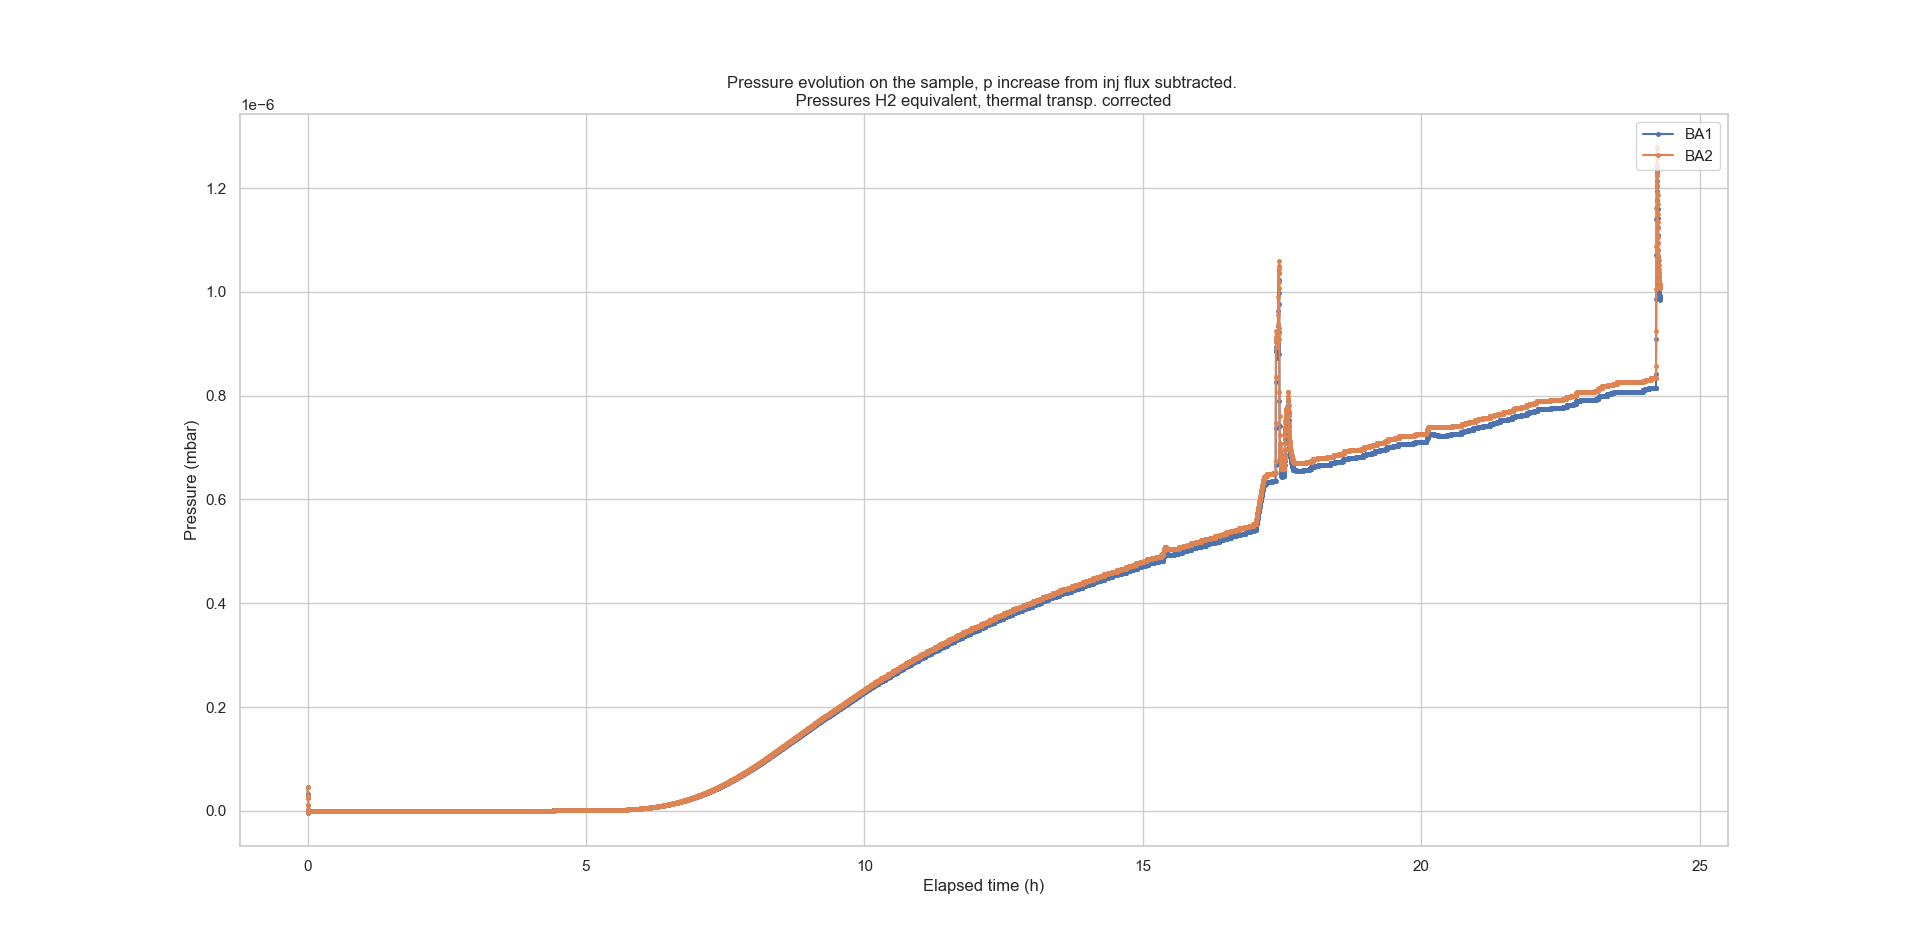 Pressure evolution on the sample, p increase from inj flux subtracted.
Pressures H2 equivalent, thermal transp. corrected
1e−6
BA1
BA2
1.2
1.0
0.8
0.6
0.4
0.2
0.0
Pressure (mbar)
0 5 10 15 20 25
Elapsed time (h)